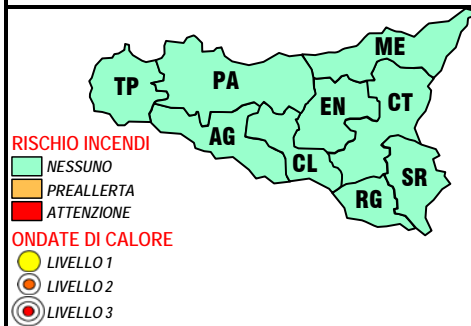 ME
PA
TP
EN
CT
AG
CL
SR
RG
RISCHIO INCENDI
NESSUNO
PREALLERTA
ATTENZIONE
ONDATE DI CALORE
LIVELLO 1
LIVELLO 2
LIVELLO 3